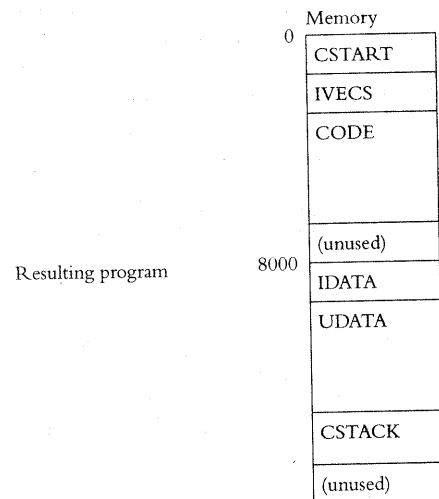 Memory
0
CSTART
IVECS
CODE
(unused)
8000
Resulting program
IDATA
UDATA
CSTACK
(unused)